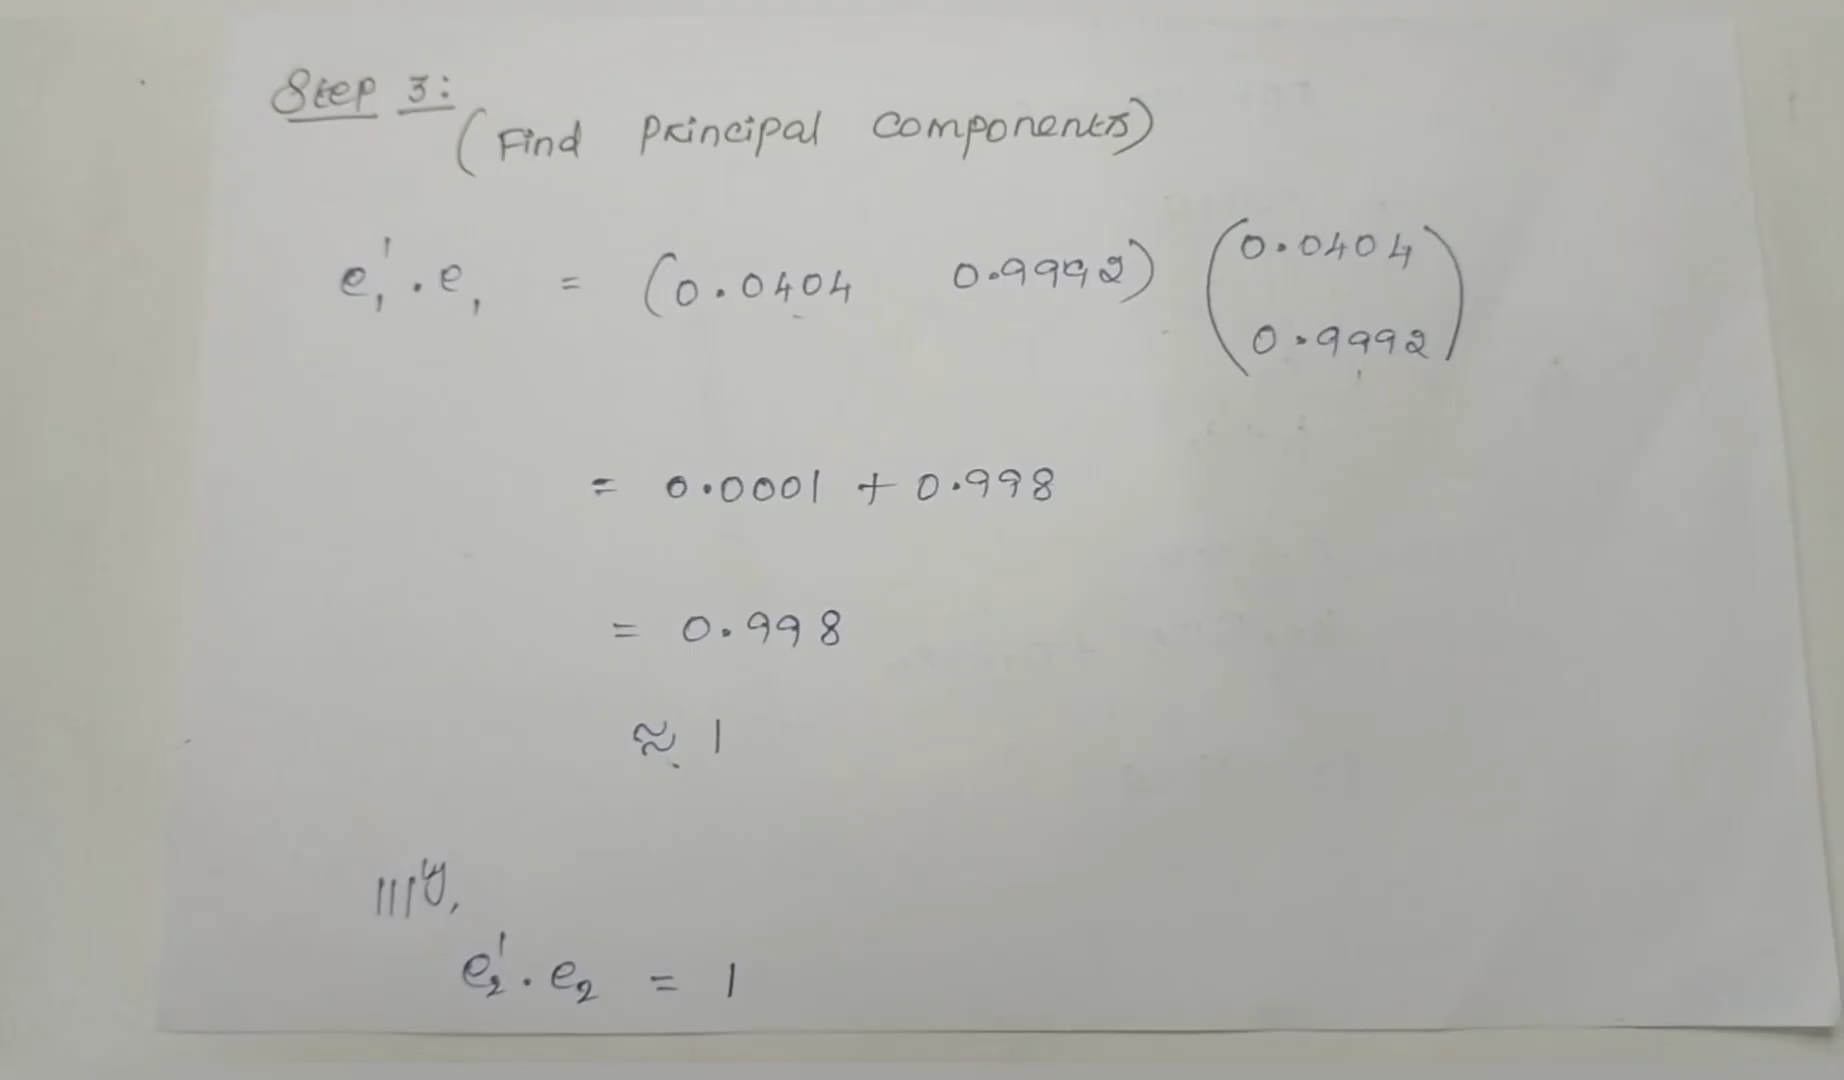 Step 3:
(Find Principal components)
e₁' . e₁ = (0.0404 0.9992) (0.0404
0.9992)
= 0.0001 + 0.998
= 0.998
≈ 1
|||ly,
e₂' . e₂ = 1